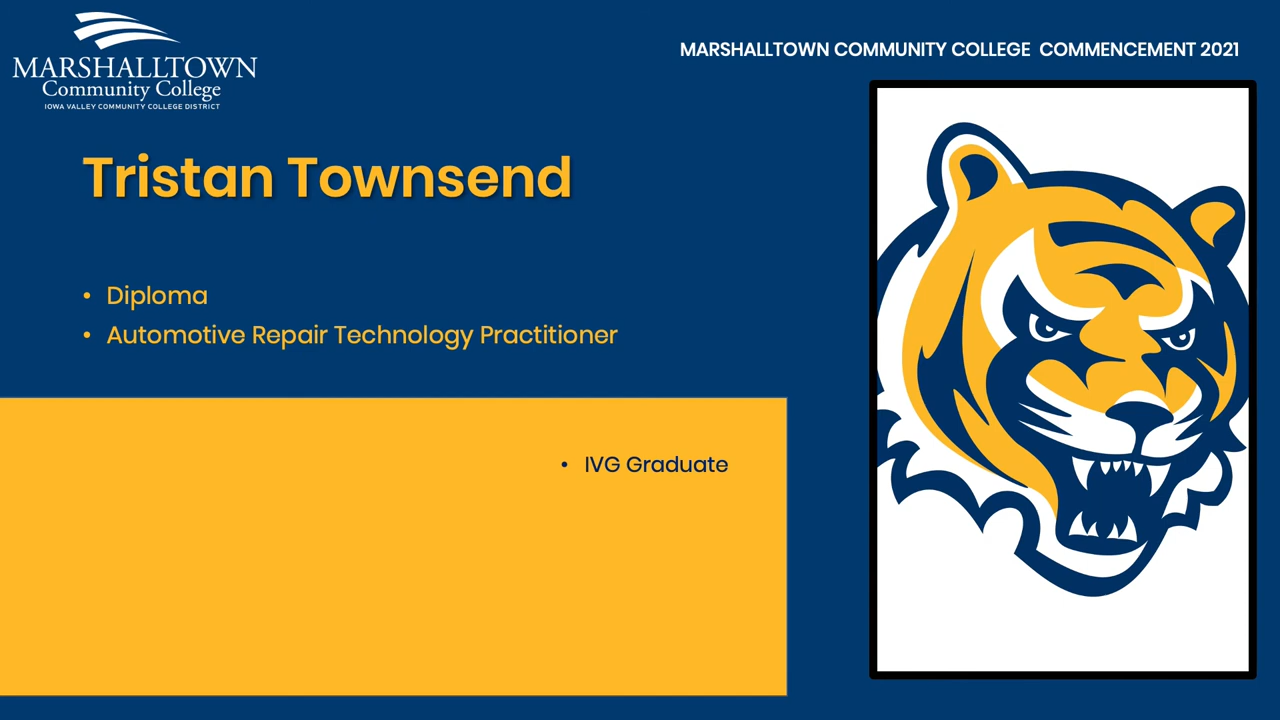 MARSHALLTOWN
Community College
IOWA VALLEY COMMUNITY COLLEGE DISTRICT
MARSHALLTOWN COMMUNITY COLLEGE COMMENCEMENT 2021
Tristan Townsend
• Diploma
• Automotive Repair Technology Practitioner
• IVG Graduate